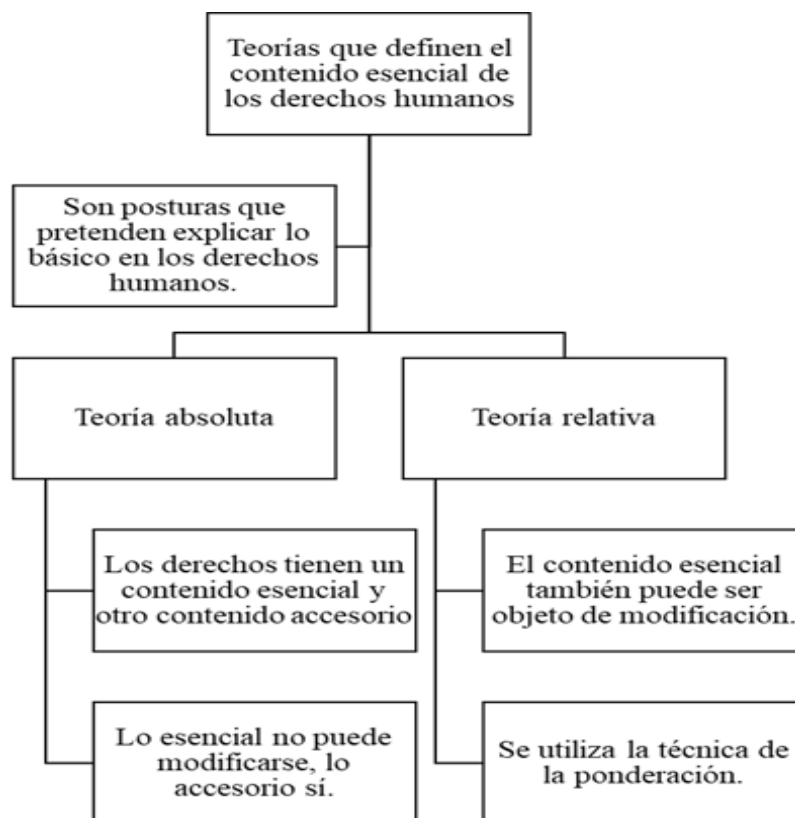 Teorías que definen el
contenido esencial de
los derechos humanos
Son posturas que
pretenden explicar lo
básico en los derechos
humanos.
Teoría absoluta
Teoría relativa
Los derechos tienen un
contenido esencial y
otro contenido accesorio
El contenido esencial
también puede ser
objeto de modificación.
Lo esencial no puede
modificarse, lo
accesorio sí.
Se utiliza la técnica de
la ponderación.